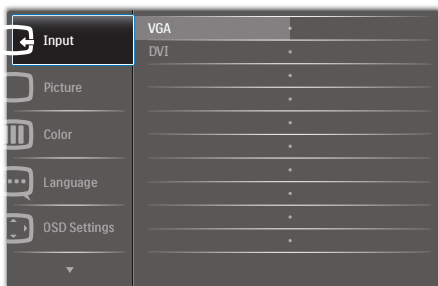 Input
Picture
Color
Language
OSD Settings
VGA
DVI